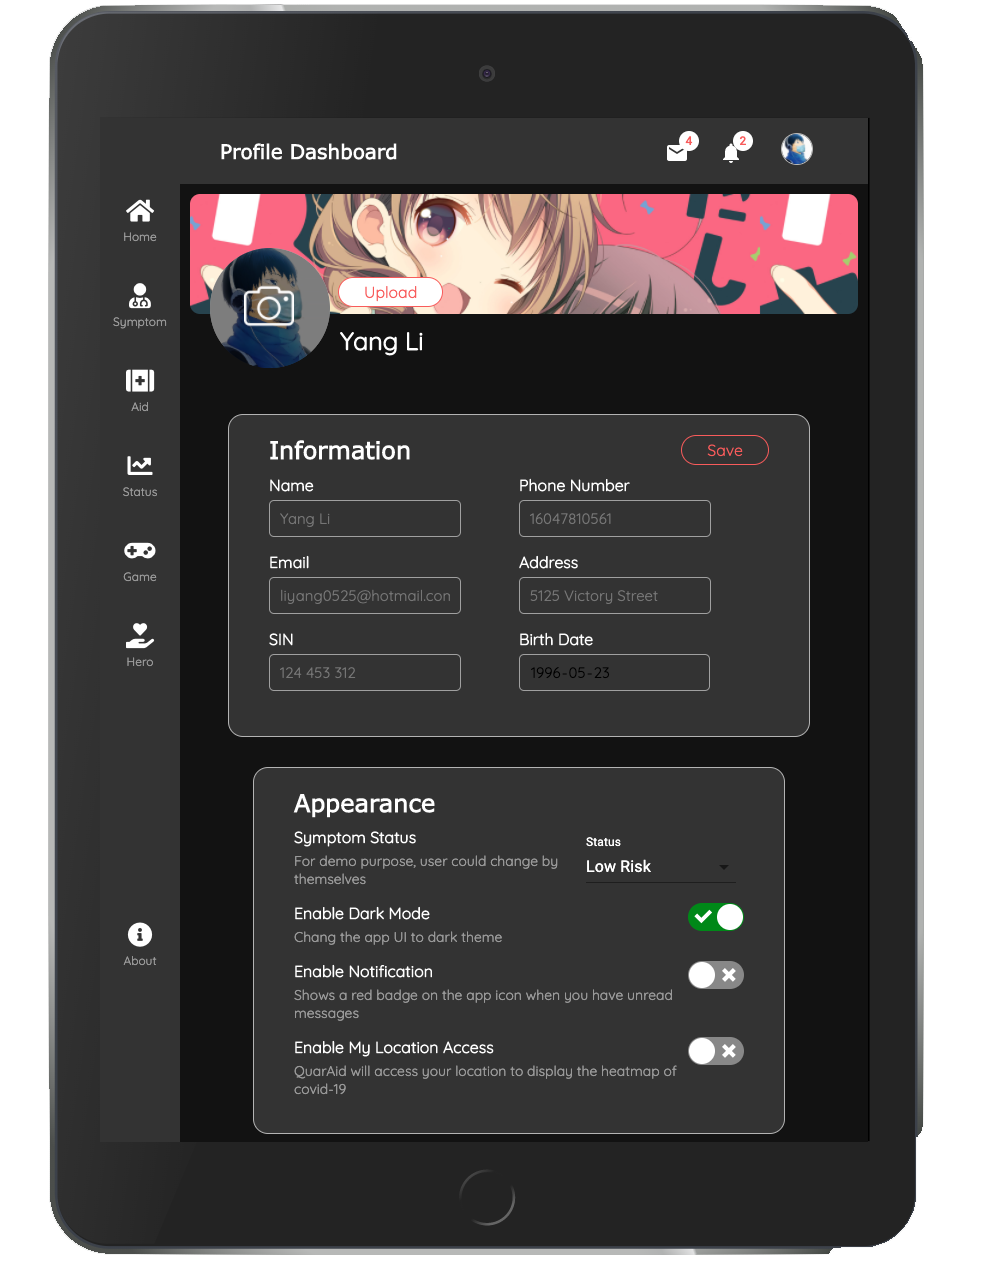 Profile Dashboard
4
2
Home
Symptom
Aid
Status
Game
Hero
About
Upload
Yang Li
Information
Save
Name
Phone Number
Yang Li
16047810561
Email
Address
liyang0525@hotmail.con
5125 Victory Street
SIN
Birth Date
124 453 312
1996-05-23
Appearance
Symptom Status
For demo purpose, user could change by
themselves
Status
Low Risk
Enable Dark Mode
Chang the app UI to dark theme
Enable Notification
Shows a red badge on the app icon when you have unread
messages
Enable My Location Access
QuarAid will access your location to display the heatmap of
covid-19